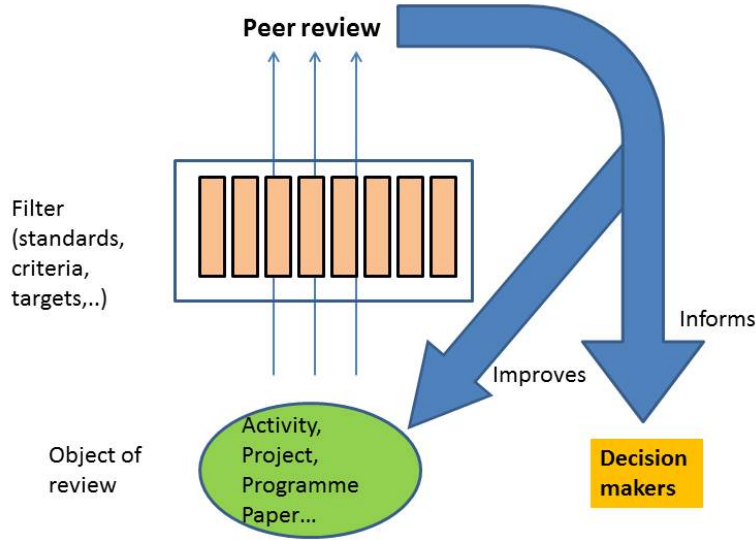 Peer review
Filter
(standards,
criteria,
targets,..)
Informs
Improves
Object of
review
Activity,
Project,
Programme
Paper...
Decision
makers